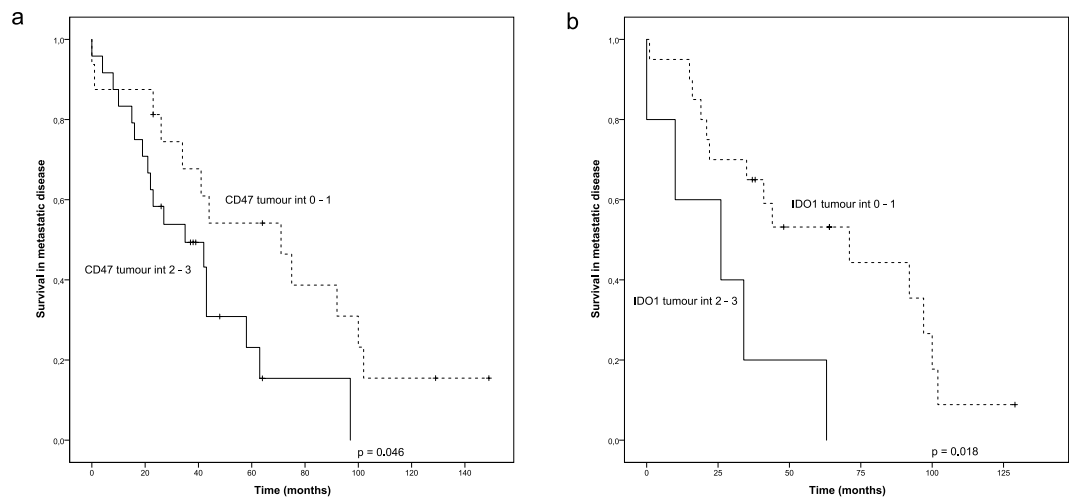 a
1,0
0,8
0,6
0,4
0,2
0,0
Survival in metastatic disease
CD47 tumour int 0 - 1
CD47 tumour int 2 - 3
p = 0.046
0 20 40 60 80 100 120 140
Time (months)
b
1,0
0,8
0,6
0,4
0,2
0,0
Survival in metastatic disease
IDO1 tumour int 0 - 1
IDO1 tumour int 2 - 3
p = 0.018
0 25 50 75 100 125
Time (months)